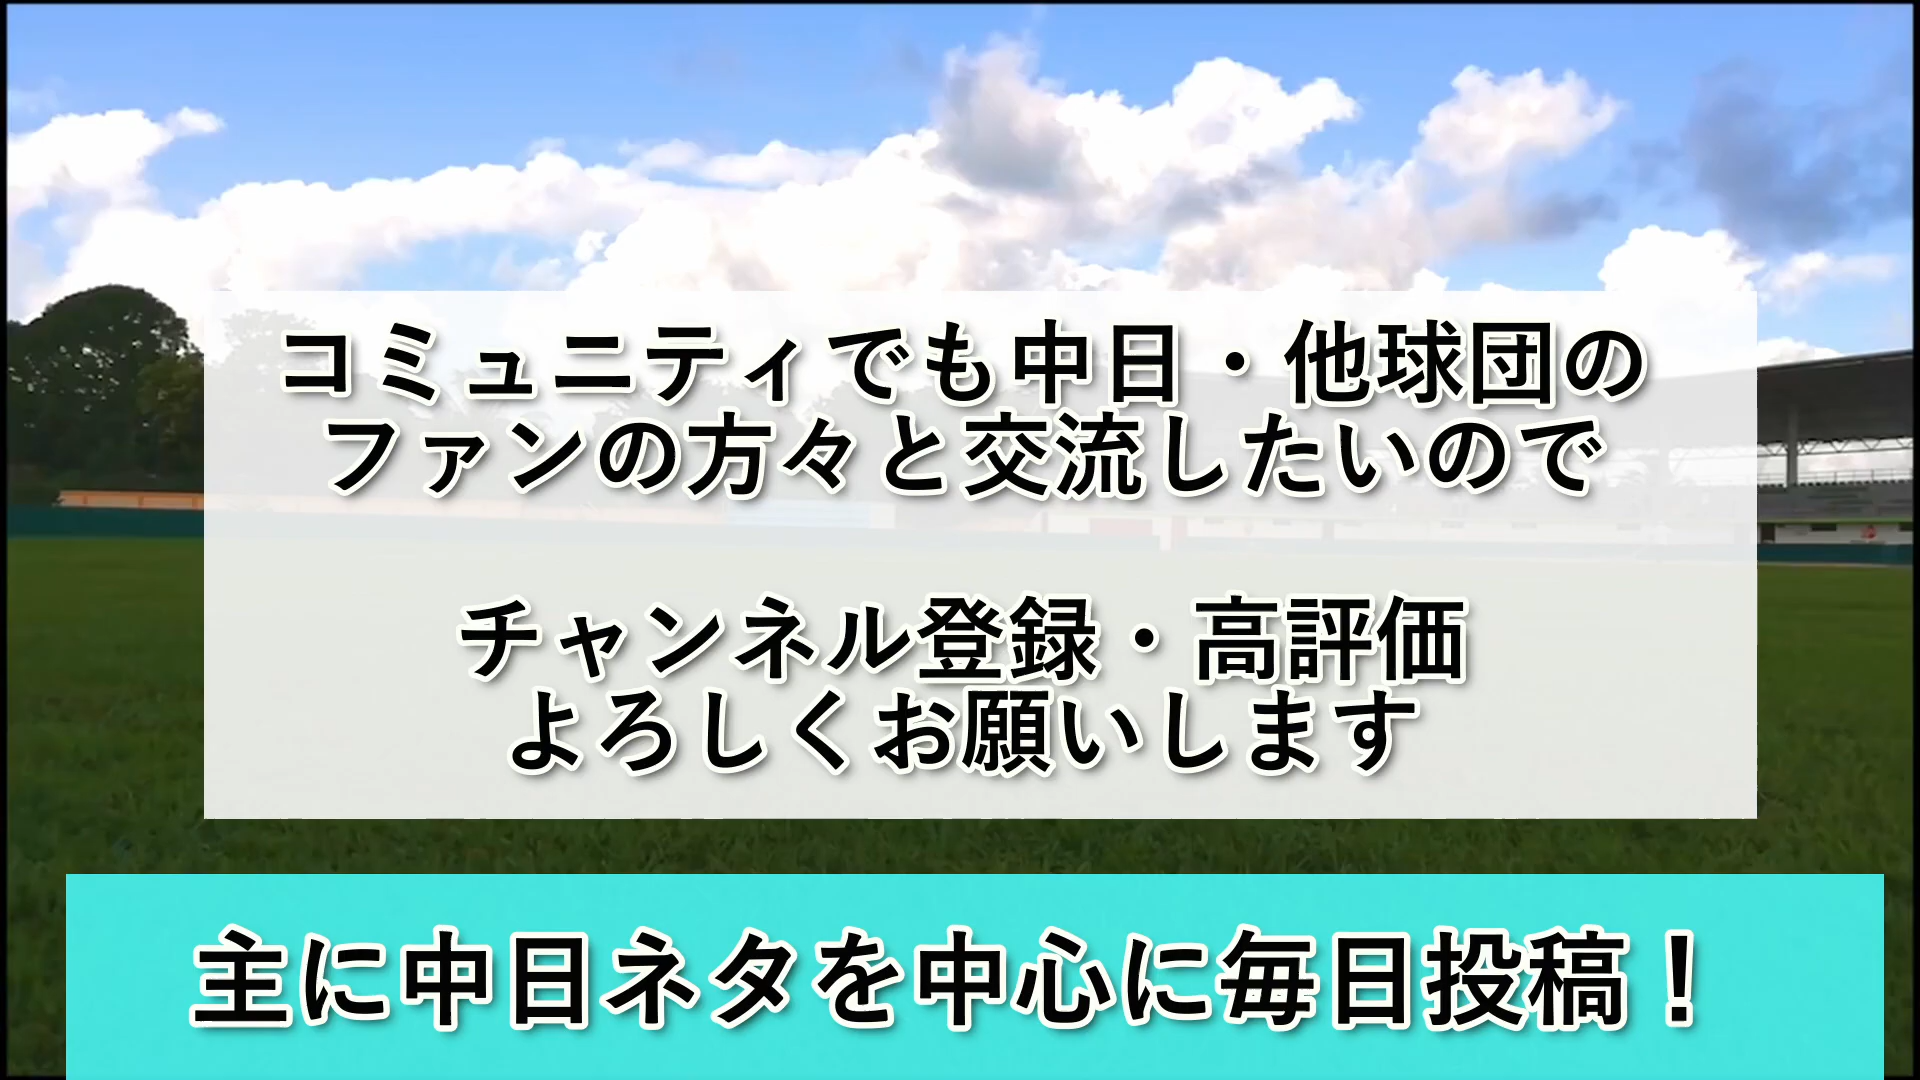 コミュニティでも中日・他球団の
ファンの方々と交流したいので
チャンネル登録・高評価
よろしくお願いします
主に中日ネタを中心に毎日投稿！